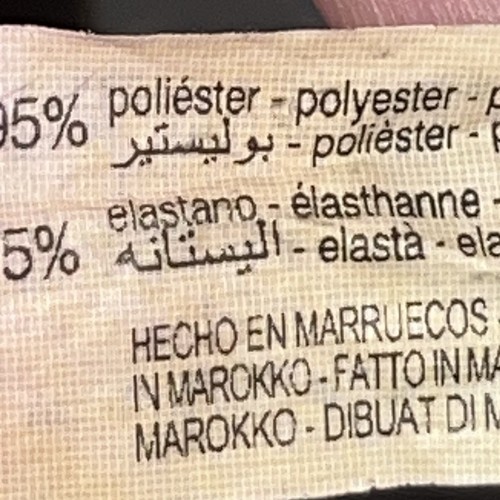 95% poliéster - polyester - p
بوليستير - polièster -
5% elastano - élasthanne -
اليستانه - elastà - ela
HECHO EN MARRUECOS
IN MAROKKO - FATTO IN MA
MAROKKO - DIBUAT DI M